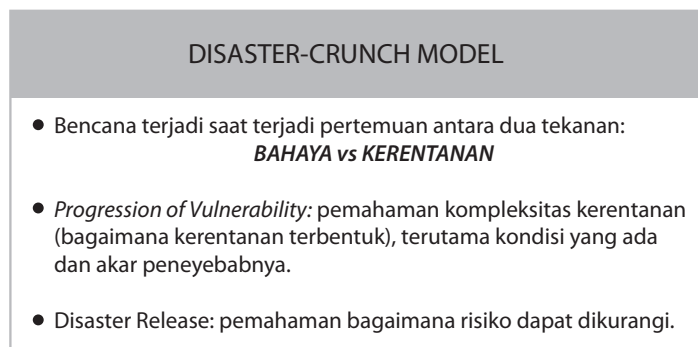 DISASTER-CRUNCH MODEL
• Bencana terjadi saat terjadi pertemuan antara dua tekanan:
BAHAYA vs KERENTANAN
• Progression of Vulnerability: pemahaman kompleksitas kerentanan
(bagaimana kerentanan terbentuk), terutama kondisi yang ada
dan akar peneyebabnya.
• Disaster Release: pemahaman bagaimana risiko dapat dikurangi.